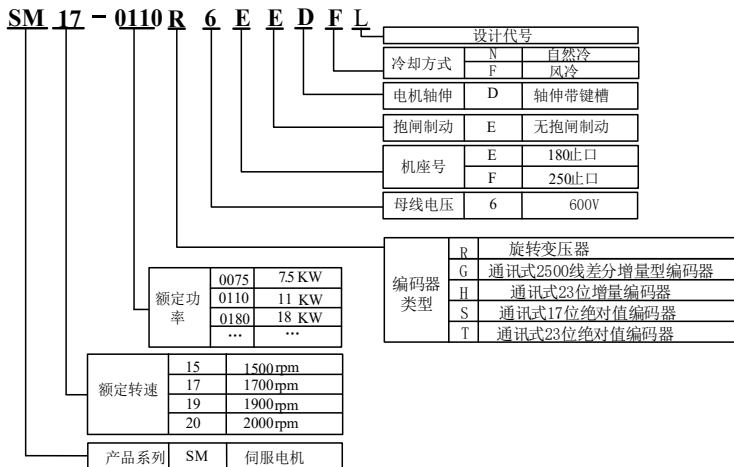 SM 17 - 0110 R 6 E E D F L
设计代号
冷却方式 N 自然冷
F 风冷
电机轴伸 D 轴伸带键槽
抱闸制动 E 无抱闸制动
机座号 E 180止口
F 250止口
母线电压 6 600V
编码器类型 R 旋转变压器
G 通讯式2500线差分增量型编码器
H 通讯式23位增量编码器
S 通讯式17位绝对值编码器
T 通讯式23位绝对值编码器
额定功率 0075 7.5 KW
0110 11 KW
0180 18 KW
… …
额定转速 15 1500rpm
17 1700rpm
19 1900rpm
20 2000rpm
产品系列 SM 伺服电机